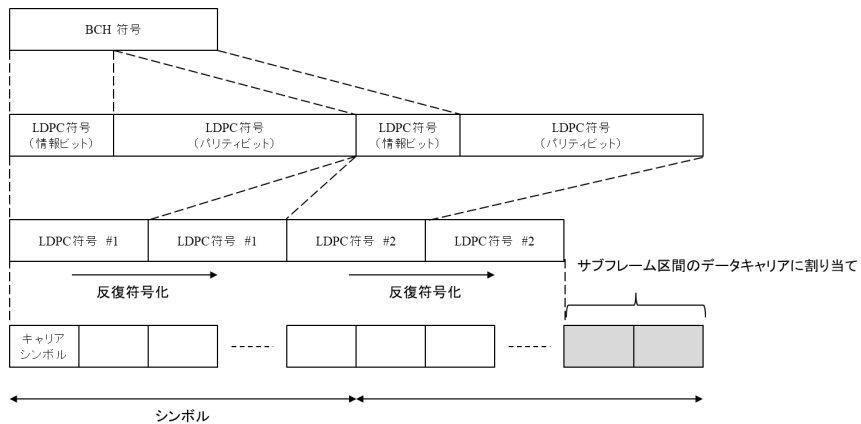 BCH 符号
LDPC符号
(情報ビット)
LDPC符号
(パリティビット)
LDPC符号
(情報ビット)
LDPC符号
(パリティビット)
LDPC符号 #1
LDPC符号 #1
LDPC符号 #2
LDPC符号 #2
サブフレーム区間のデータキャリアに割り当て
反復符号化
反復符号化
キャリア
シンボル
シンボル